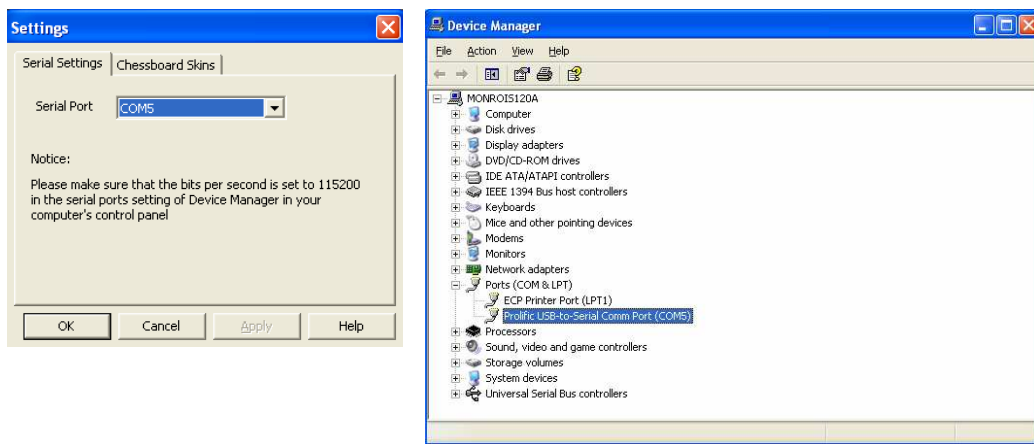 Settings
Serial Settings
Chessboard Skins
Serial Port
COM5
Notice:
Please make sure that the bits per second is set to 115200
in the serial ports setting of Device Manager in your
computer's control panel
OK
Cancel
Apply
Help
Device Manager
File Action View Help
MONROIS120A
Computer
Disk drives
Display adapters
DVD/CD-ROM drives
IDE ATA/ATAPI controllers
IEEE 1394 Bus host controllers
Keyboards
Mice and other pointing devices
Modems
Monitors
Network adapters
Ports (COM & LPT)
ECP Printer Port (LPT1)
Prolific USB-to-Serial Comm Port (COM5)
Processors
Sound, video and game controllers
Storage volumes
System devices
Universal Serial Bus controllers